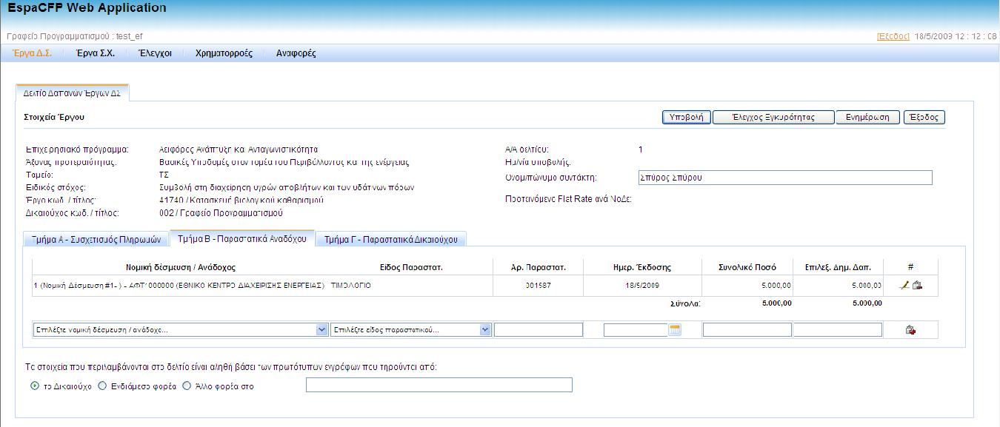 EspaCFP Web Application
Γραφείο Προγραμματισμού : test_ef
[Έξοδος] 18/5/2009 12 : 12 : 08
Έργα Δ.Σ. Έργα Σ.Χ. Έλεγχοι Χρηματορροές Αναφορές
Δελτίο Δαπανών Έργων ΔΣ
Στοιχεία Έργου
Υποβολή Έλεγχος Εγκυρότητας Ενημέρωση Έξοδος
Επιχειρησιακό πρόγραμμα: Αειφόρος Ανάπτυξη και Ανταγωνιστικότητα
Α/Α δελτίου: 1
Άξονας προτεραιότητας: Βασικές Υποδομές στον τομέα του Περιβάλλοντος και της ενέργειας
Ημ/νία υποβολής:
Ταμείο: ΤΣ
Ονομ/πώνυμο συντάκτη: Σπύρος Σπύρου
Ειδικός στόχος: Συμβολή στη διαχείρηση υγρών αποβλήτων και των υδάτινων πόρων
Έργο κωδ. / τίτλος: 41740 / Κατασκευή βιολογικού καθαρισμού
Προτεινόμενο Flat Rate ανά ΝοΔε:
Δικαιούχος κωδ. / τίτλος: 002 / Γραφείο Προγραμματισμού
Τμήμα Α - Συσχετισμός Πληρωμών Τμήμα Β - Παραστατικά Αναδόχου Τμήμα Γ - Παραστατικά Δικαιούχου
Νομική δέσμευση / Ανάδοχος Είδος Παραστατ. Αρ. Παραστατ. Ημερ. Έκδοσης Συνολικό Ποσό Επιλεξ. Δημ. Δαπ. #
1 (Νομική Δέσμευση #1- ) - ΑΦΤ1000000 (ΕΘΝΙΚΟ ΚΕΝΤΡΟ ΔΙΑΧΕΙΡΙΣΗΣ ΕΝΕΡΓΕΙΑΣ) ΤΙΜΟΛΟΓΙΟ 001587 18/5/2009 5.000,00 5.000,00
Σύνολα: 5.000,00 5.000,00
Επιλέξτε νομική δέσμευση / ανάδοχο... Επιλέξτε είδος παραστατικού...
Τα στοιχεία που περιλαμβάνονται στο δελτίο είναι αληθή βάσει των πρωτότυπων εγγράφων που τηρούνται από:
το Δικαιούχο Ενδιάμεσο φορέα Άλλο φορέα στο